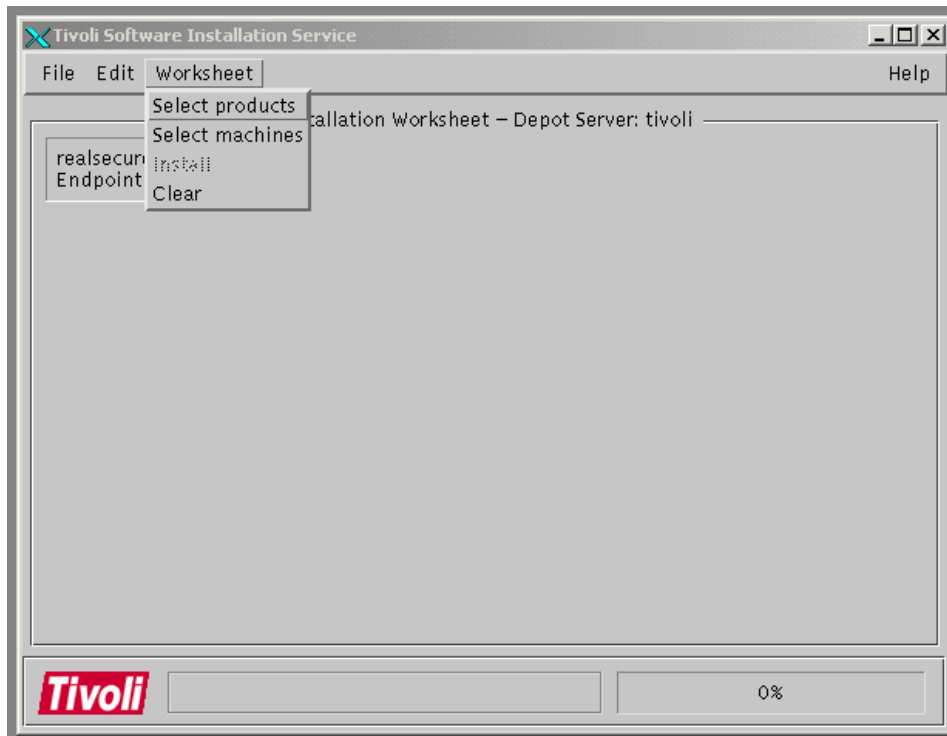 Tivoli Software Installation Service
File Edit Worksheet Help
Select products
Select machines
Install
Clear
tallation Worksheet – Depot Server: tivoli
realsecur
Endpoint
Tivoli
0%